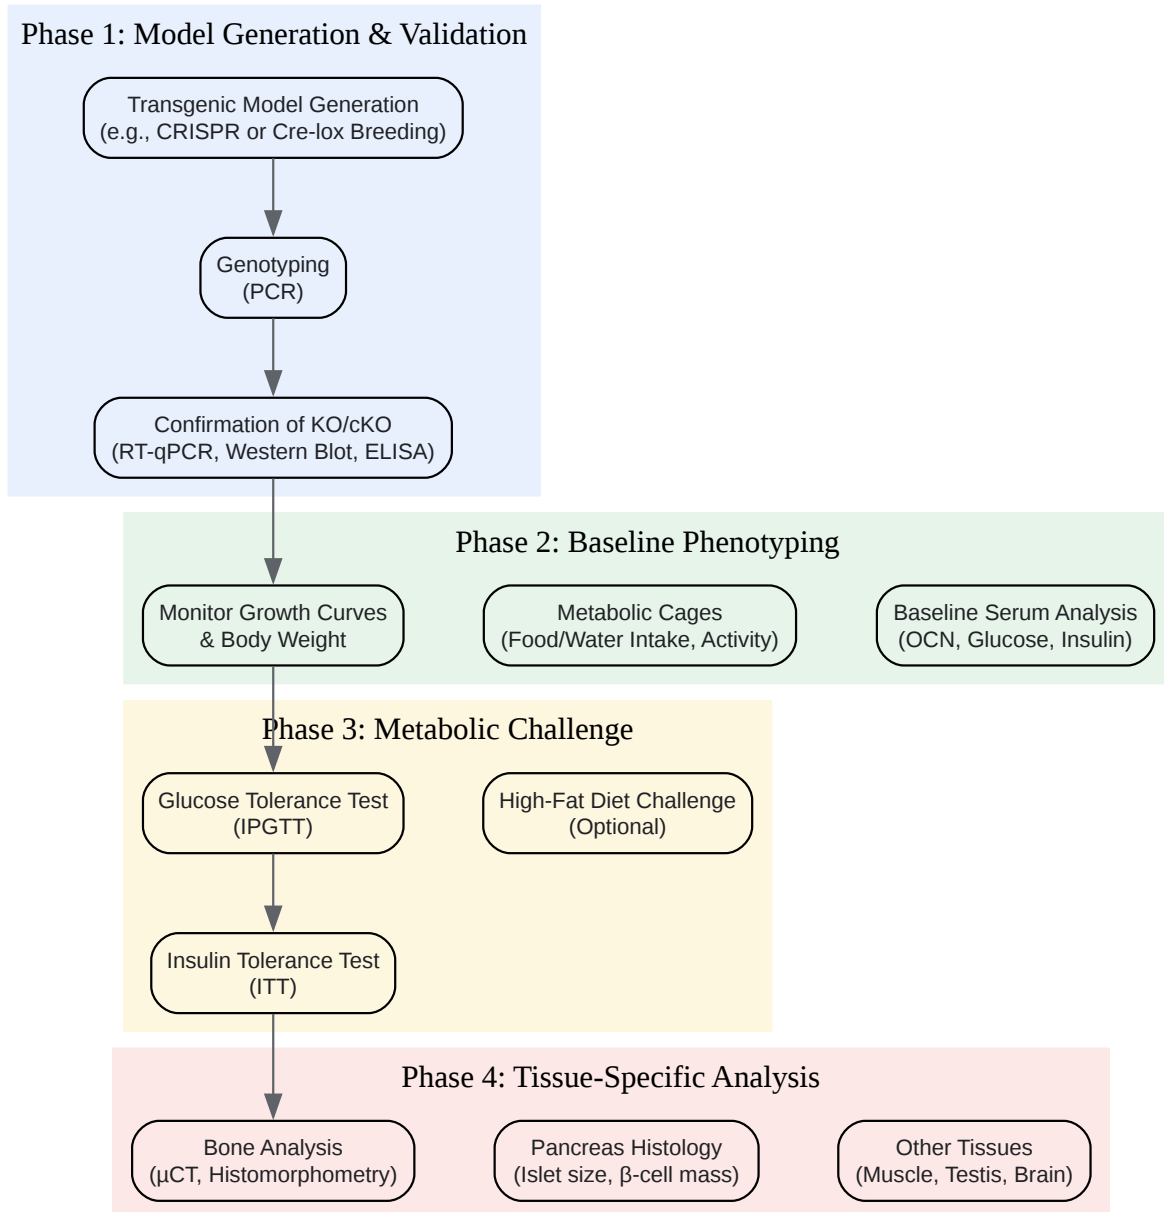 Phase 1: Model Generation & Validation
Transgenic Model Generation
(e.g., CRISPR or Cre-lox Breeding)
Genotyping
(PCR)
Confirmation of KO/cKO
(RT-qPCR, Western Blot, ELISA)
Phase 2: Baseline Phenotyping
Monitor Growth Curves
& Body Weight
Metabolic Cages
(Food/Water Intake, Activity)
Baseline Serum Analysis
(OCN, Glucose, Insulin)
Phase 3: Metabolic Challenge
Glucose Tolerance Test
(IPGTT)
High-Fat Diet Challenge
(Optional)
Insulin Tolerance Test
(ITT)
Phase 4: Tissue-Specific Analysis
Bone Analysis
(µCT, Histomorphometry)
Pancreas Histology
(Islet size, β-cell mass)
Other Tissues
(Muscle, Testis, Brain)